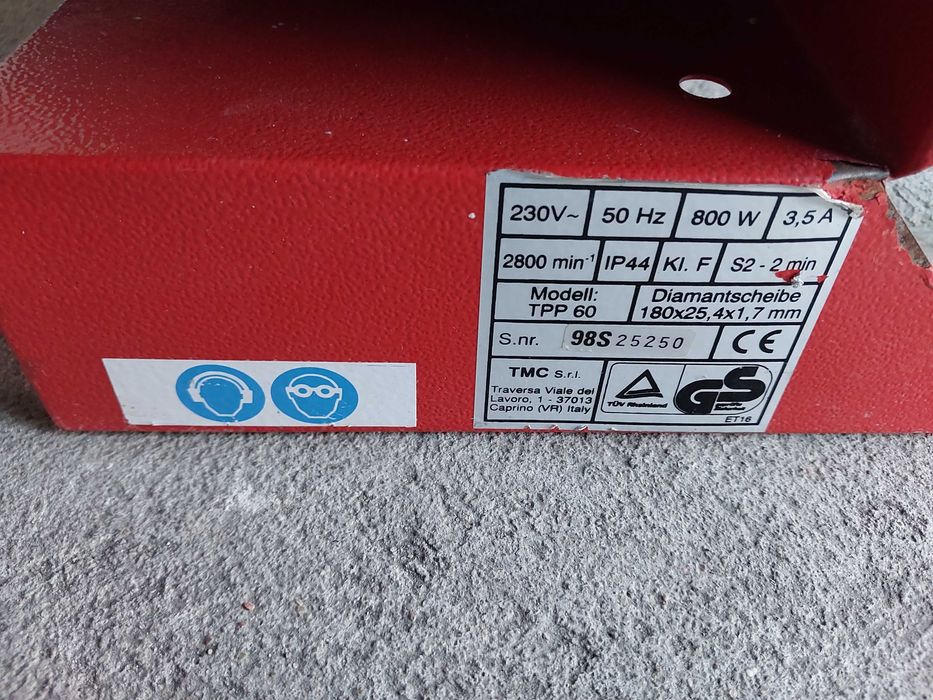 230V~ 50 Hz 800 W 3,5 A
2800 min⁻¹ IP44 Kl. F S2 - 2 min
Modell:
TPP 60
Diamantscheibe
180x25,4x1,7 mm
S.nr. 98S 25250 CE
TMC S.r.l.
Traversa Viale del
Lavoro, 1 - 37013
Caprino (VR) Italy
TÜV Rheinland
GS
ET16